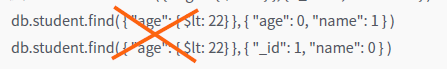 db.student.find( { "age": { $lt: 22} }, { "age": 0, "name": 1 } )
db.student.find( { "age": { $lt: 22} }, { "_id": 1, "name": 0 } )